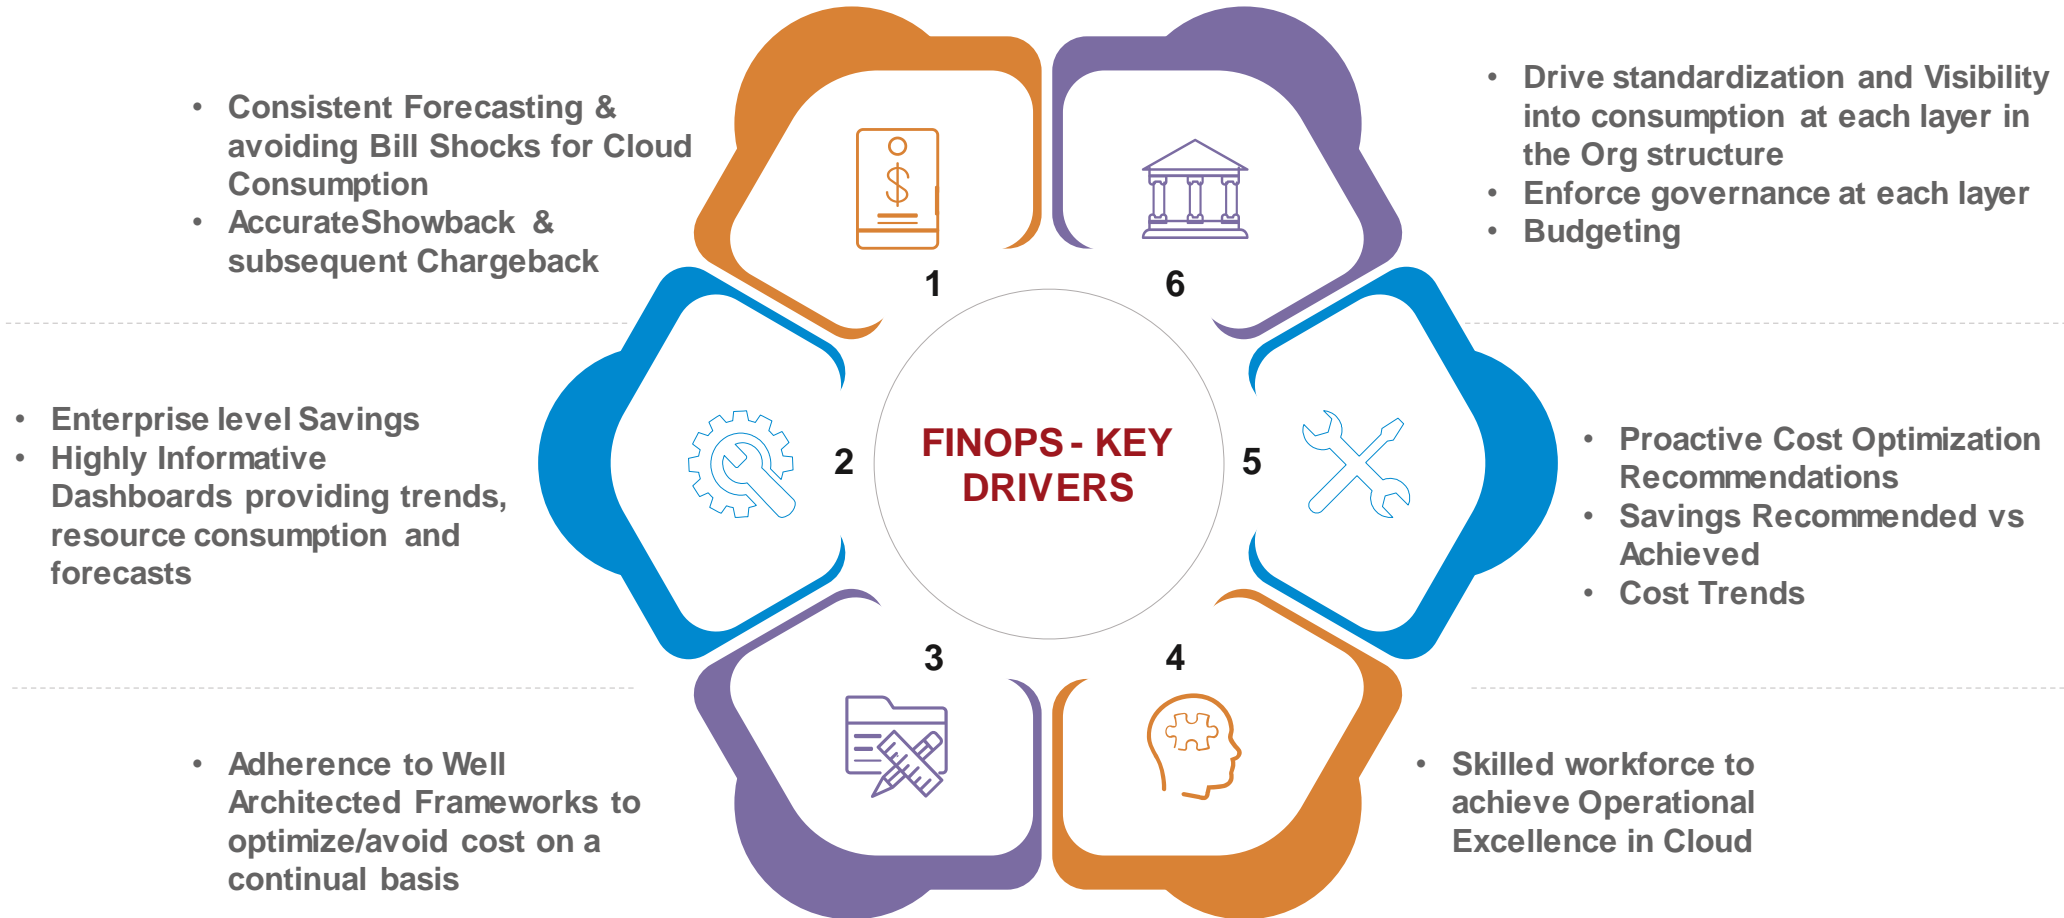 • Consistent Forecasting &
avoiding Bill Shocks for Cloud
Consumption
• AccurateShowback &
subsequent Chargeback
1
• Enterprise level Savings
• Highly Informative
Dashboards providing trends,
resource consumption and
forecasts
2
• Adherence to Well
Architected Frameworks to
optimize/avoid cost on a
continual basis
3
FINOPS - KEY
DRIVERS
4
• Skilled workforce to
achieve Operational
Excellence in Cloud
5
• Proactive Cost Optimization
Recommendations
• Savings Recommended vs
Achieved
• Cost Trends
6
• Drive standardization and Visibility
into consumption at each layer in
the Org structure
• Enforce governance at each layer
• Budgeting